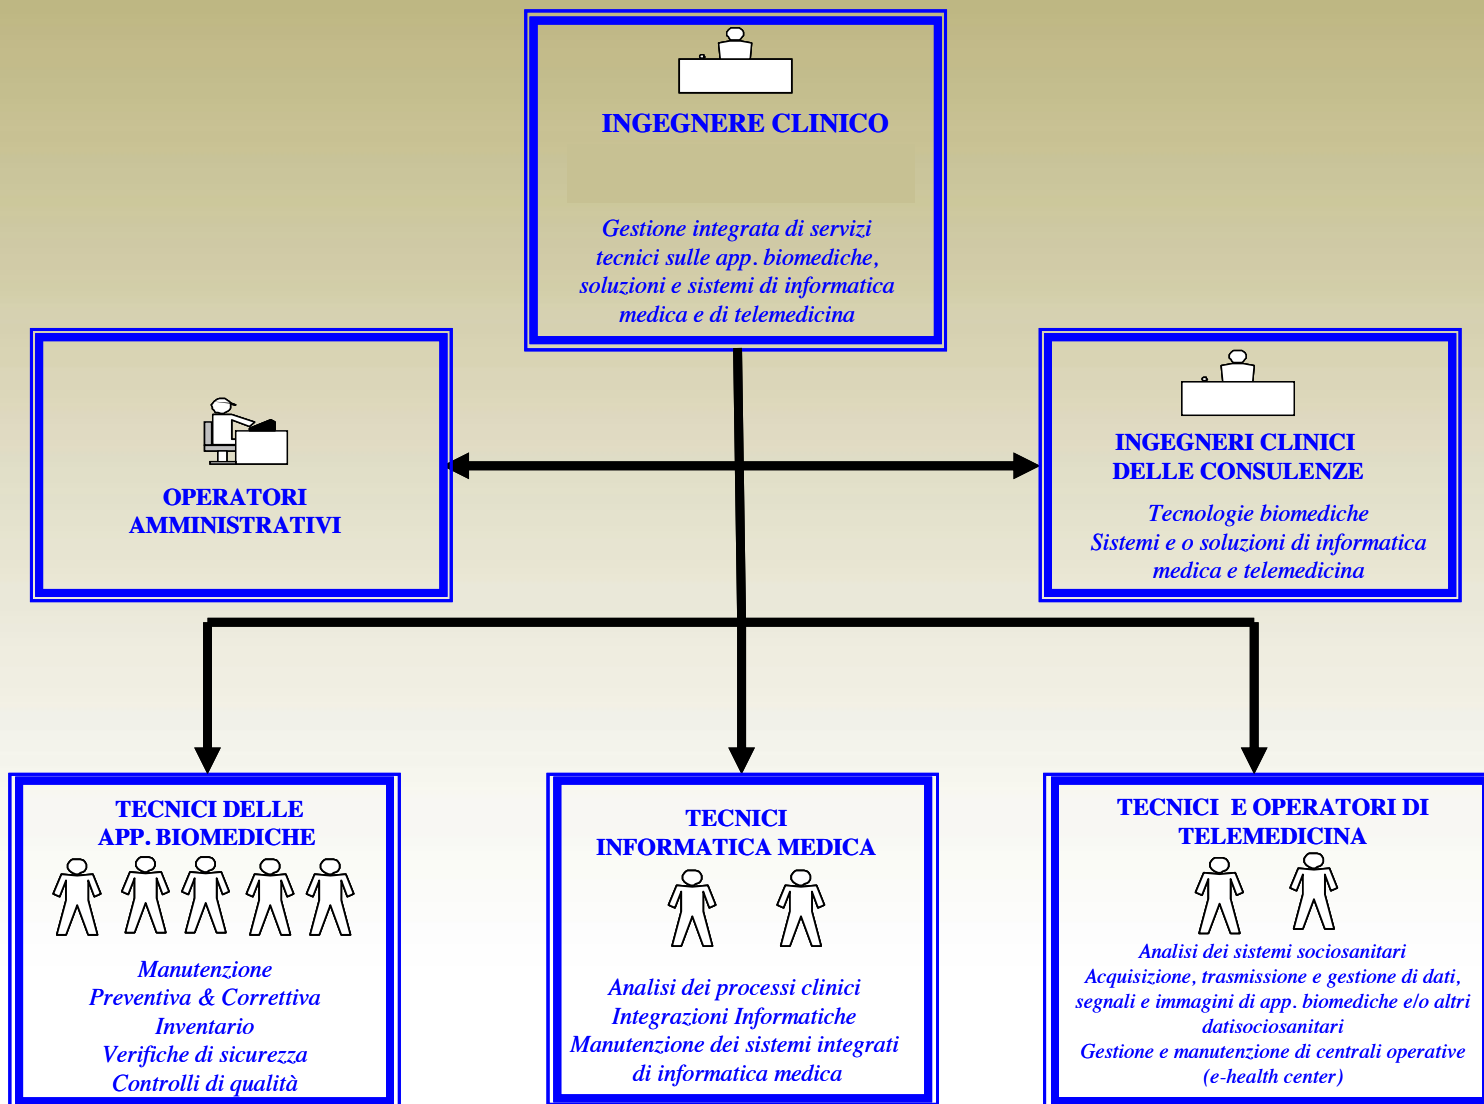 INGEGNERE CLINICO
Gestione integrata di servizi
tecnici sulle app. biomediche,
soluzioni e sistemi di informatica
medica e di telemedicina
OPERATORI
AMMINISTRATIVI
INGEGNERI CLINICI
DELLE CONSULENZE
Tecnologie biomediche
Sistemi e o soluzioni di informatica
medica e telemedicina
TECNICI DELLE
APP. BIOMEDICHE
Manutenzione
Preventiva & Correttiva
Inventario
Verifiche di sicurezza
Controlli di qualità
TECNICI
INFORMATICA MEDICA
Analisi dei processi clinici
Integrazioni Informatiche
Manutenzione dei sistemi integrati
di informatica medica
TECNICI E OPERATORI DI
TELEMEDICINA
Analisi dei sistemi sociosanitari
Acquisizione, trasmissione e gestione di dati,
segnali e immagini di app. biomediche e/o altri
datisociosanitari
Gestione e manutenzione di centrali operative
(e-health center)